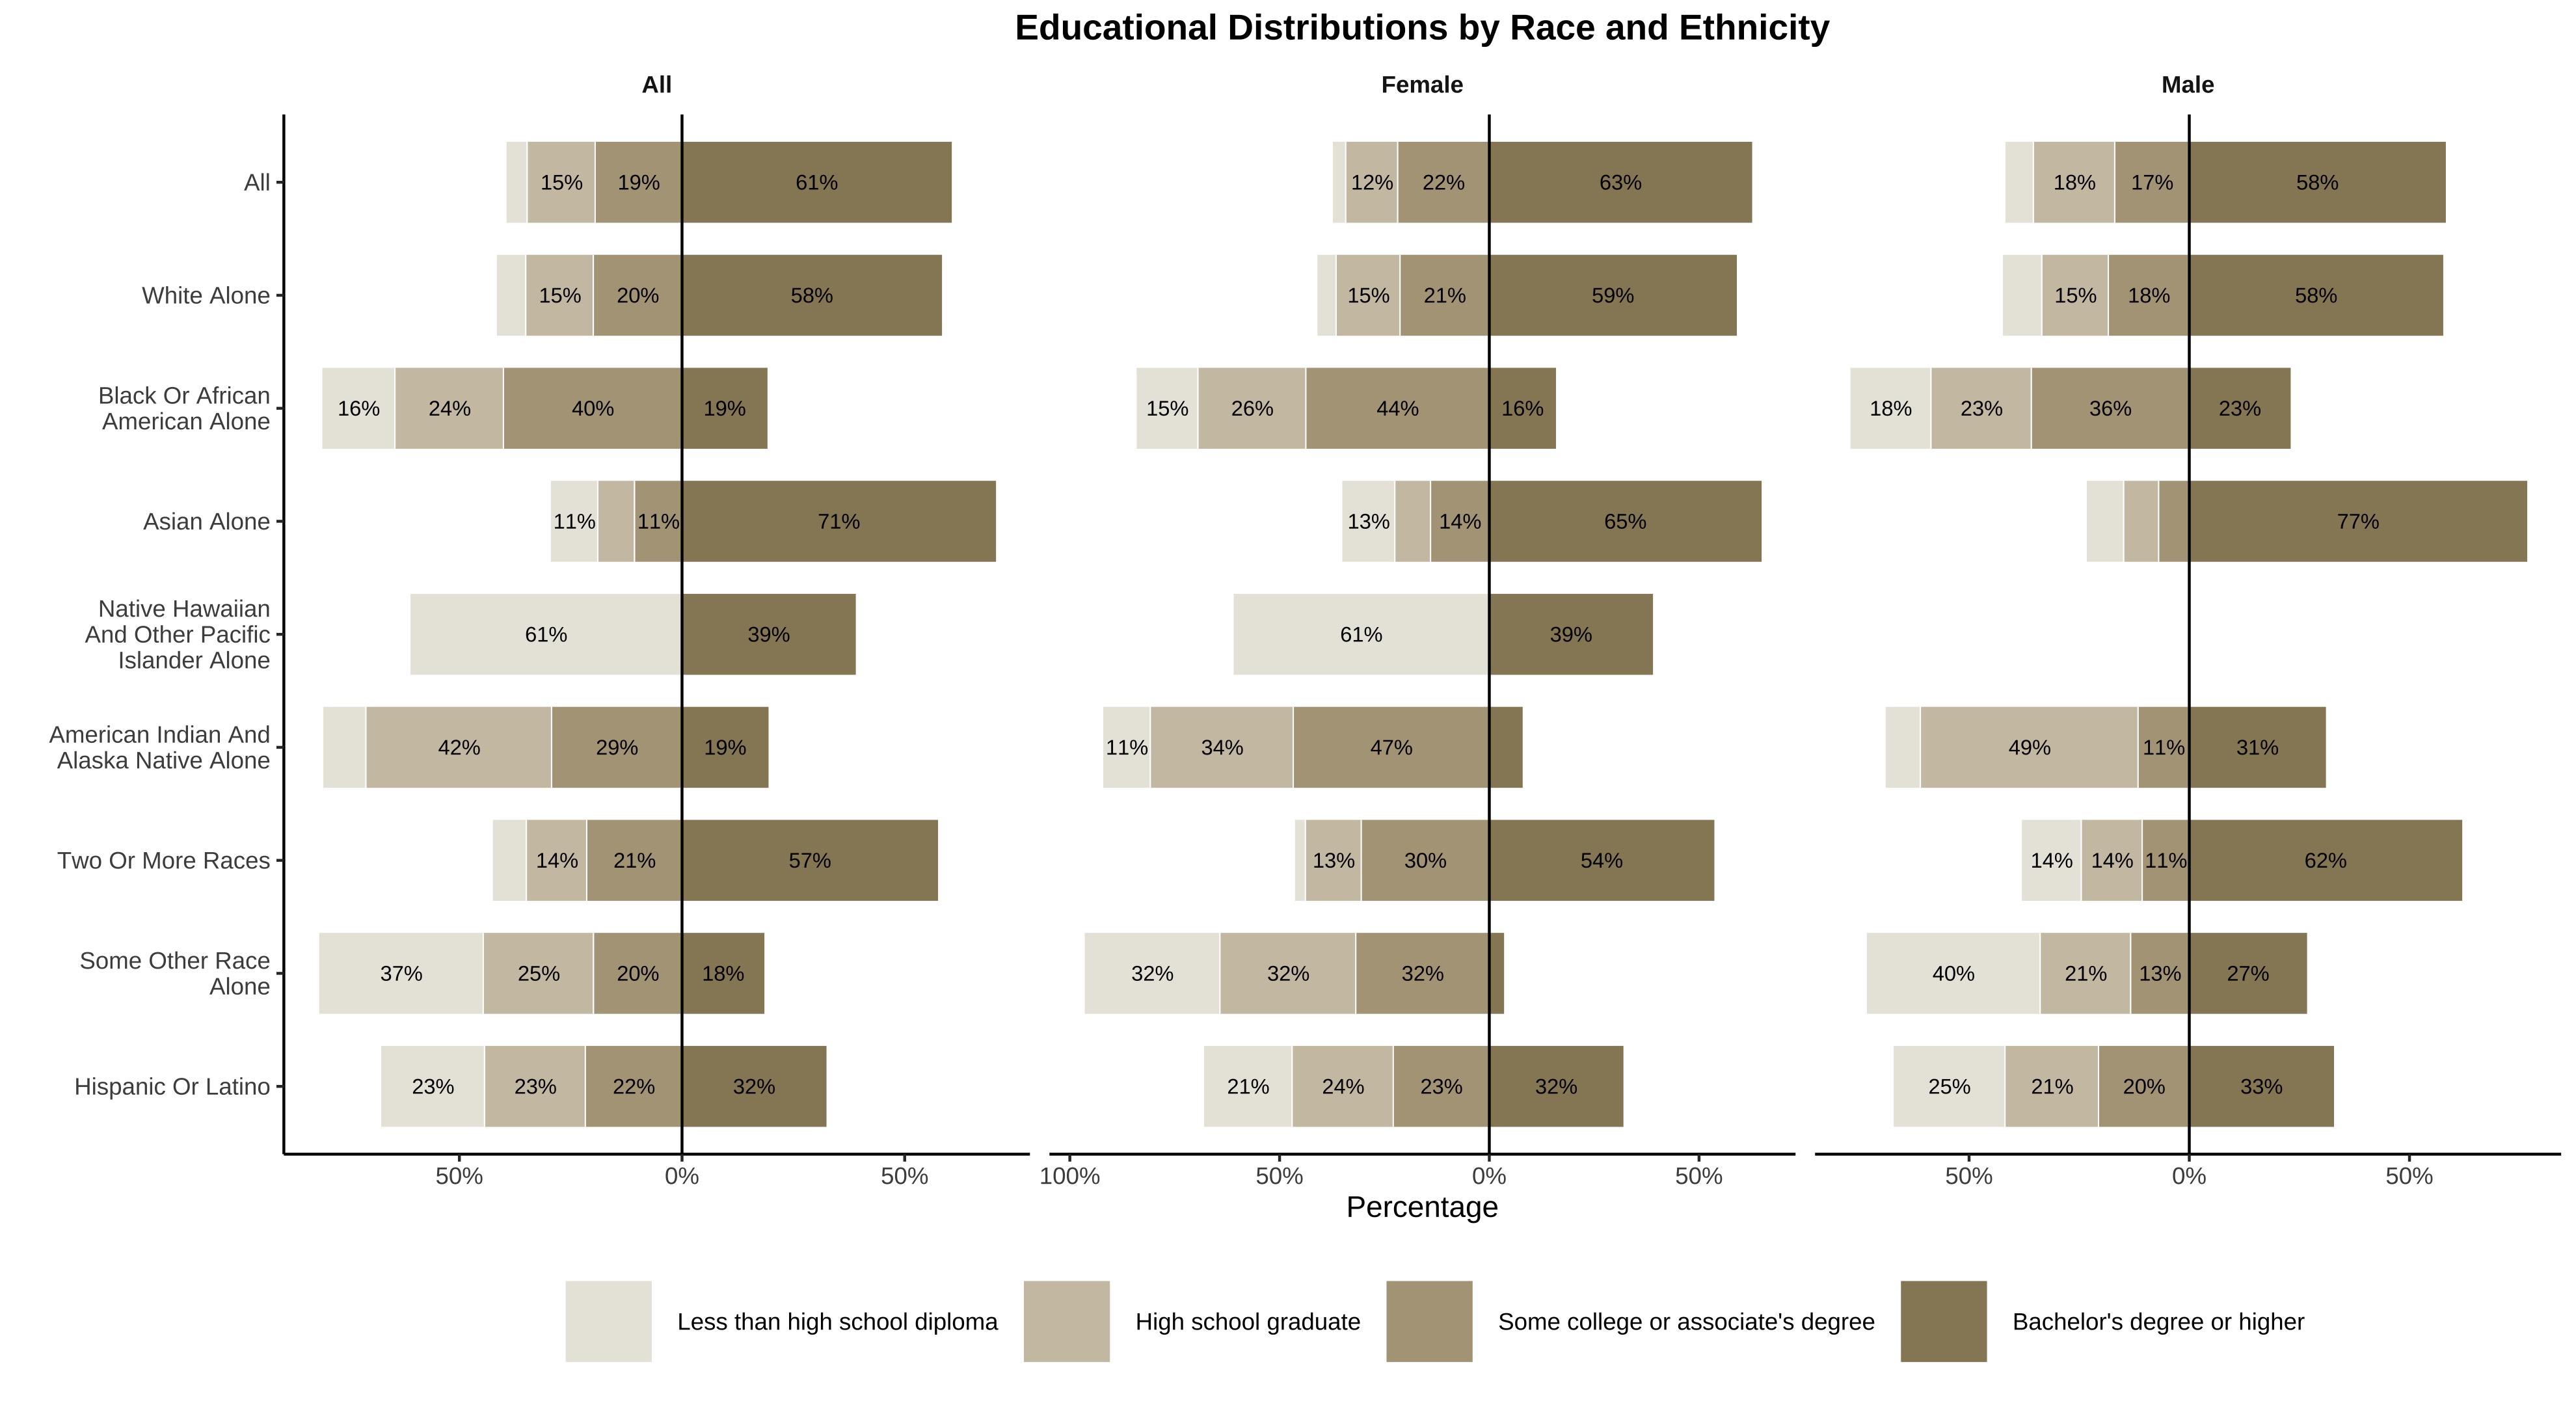 Educational Distributions by Race and Ethnicity
All Female Male
All 15% 19% 61% 12% 22% 63% 18% 17% 58%
White Alone 15% 20% 58% 15% 21% 59% 15% 18% 58%
Black Or African
American Alone 16% 24% 40% 19% 15% 26% 44% 16% 18% 23% 36% 23%
Asian Alone 11% 11% 71% 13% 14% 65% 77%
Native Hawaiian
And Other Pacific
Islander Alone 61% 39% 61% 39%
American Indian And
Alaska Native Alone 42% 29% 19% 11% 34% 47% 49% 11% 31%
Two Or More Races 14% 21% 57% 13% 30% 54% 14% 14% 11% 62%
Some Other Race
Alone 37% 25% 20% 18% 32% 32% 32% 40% 21% 13% 27%
Hispanic Or Latino 23% 23% 22% 32% 21% 24% 23% 32% 25% 21% 20% 33%
50% 0% 50% 100% 50% 0% 50% 50% 0% 50%
Percentage
Less than high school diploma High school graduate Some college or associate's degree Bachelor's degree or higher